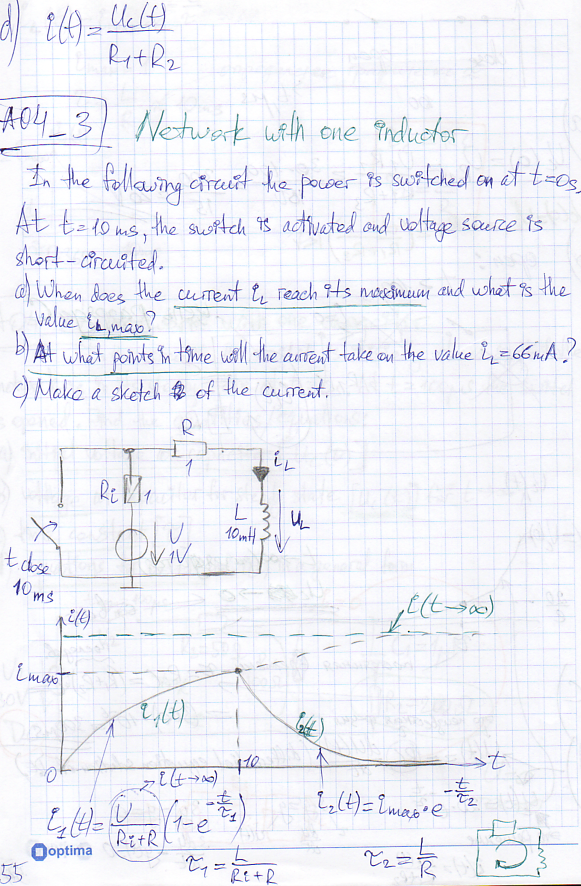 d) i(t) = Uc(t) / R1+R2
A04_3 Network with one inductor
In the following circuit the power is switched on at t=0s.
At t=10 ms, the switch is activated and voltage source is
short-circuited.
a) When does the current iL reach its maximum and what is the
value iL,max?
b) At what points in time will the current take on the value iL=66mA?
c) Make a sketch of the current.
R
1
iL
Ri 1
L
10mH
UL
U
1V
t close
10 ms
i(t)
i(t→∞)
imax
i1(t)
i2(t)
0
10
t
i(t→∞)
i1(t) = U/(Ri+R) (1-e^(-t/τ1))
i2(t) = imax·e^(-t/τ2)
optima
τ1 = L/(Ri+R)
τ2 = L/R
55